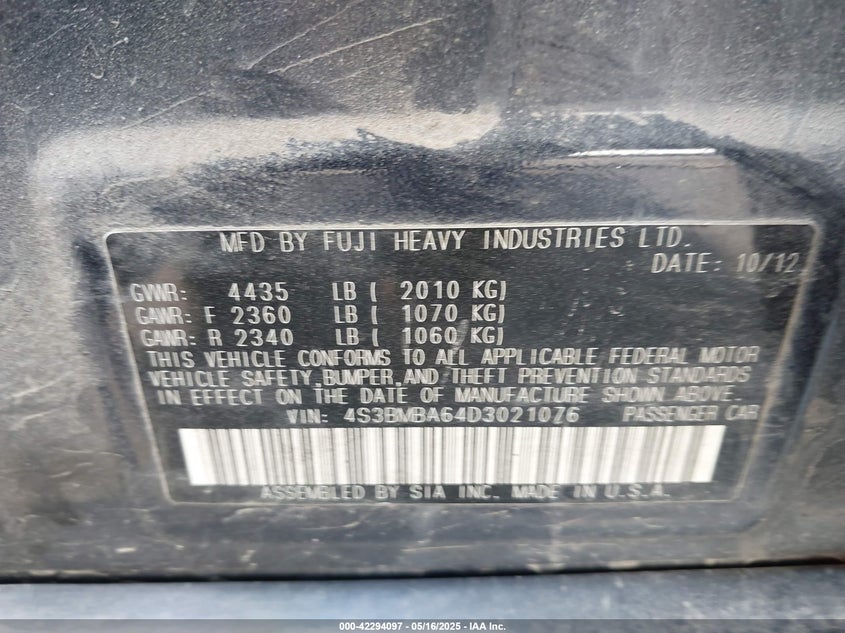 MFD BY FUJI HEAVY INDUSTRIES LTD.
DATE: 10/12
GVWR: 4435 LB ( 2010 KG)
GAWR: F 2360 LB ( 1070 KG)
GAWR: R 2340 LB ( 1060 KG)
THIS VEHICLE CONFORMS TO ALL APPLICABLE FEDERAL MOTOR
VEHICLE SAFETY,BUMPER,AND THEFT PREVENTION STANDARDS
IN EFFECT ON THE DATE OF MANUFACTURE SHOWN ABOVE.
VIN: 4S3BMBA64D3021076 PASSENGER CAR
ASSEMBLED BY SIA INC. MADE IN U.S.A.
000-42294097 - 05/16/2025 - IAA Inc.